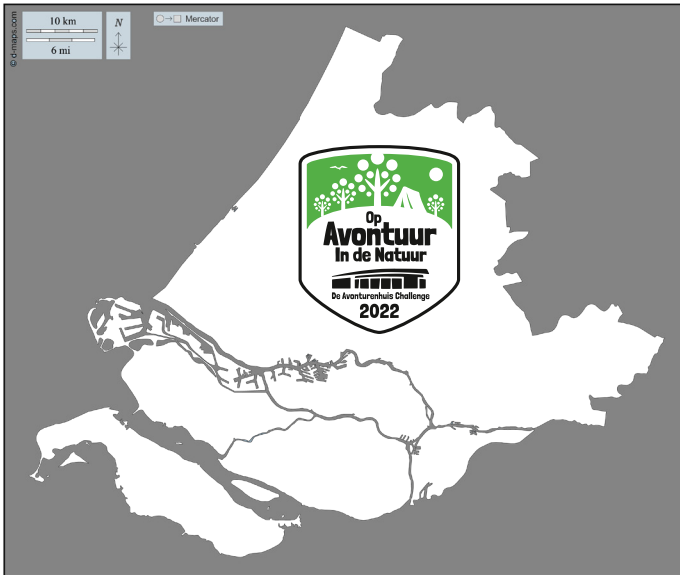 © d-maps.com
10 km
6 mi
N
Mercator
Op
Avontuur
In de Natuur
De Avonturenhuis Challenge
2022